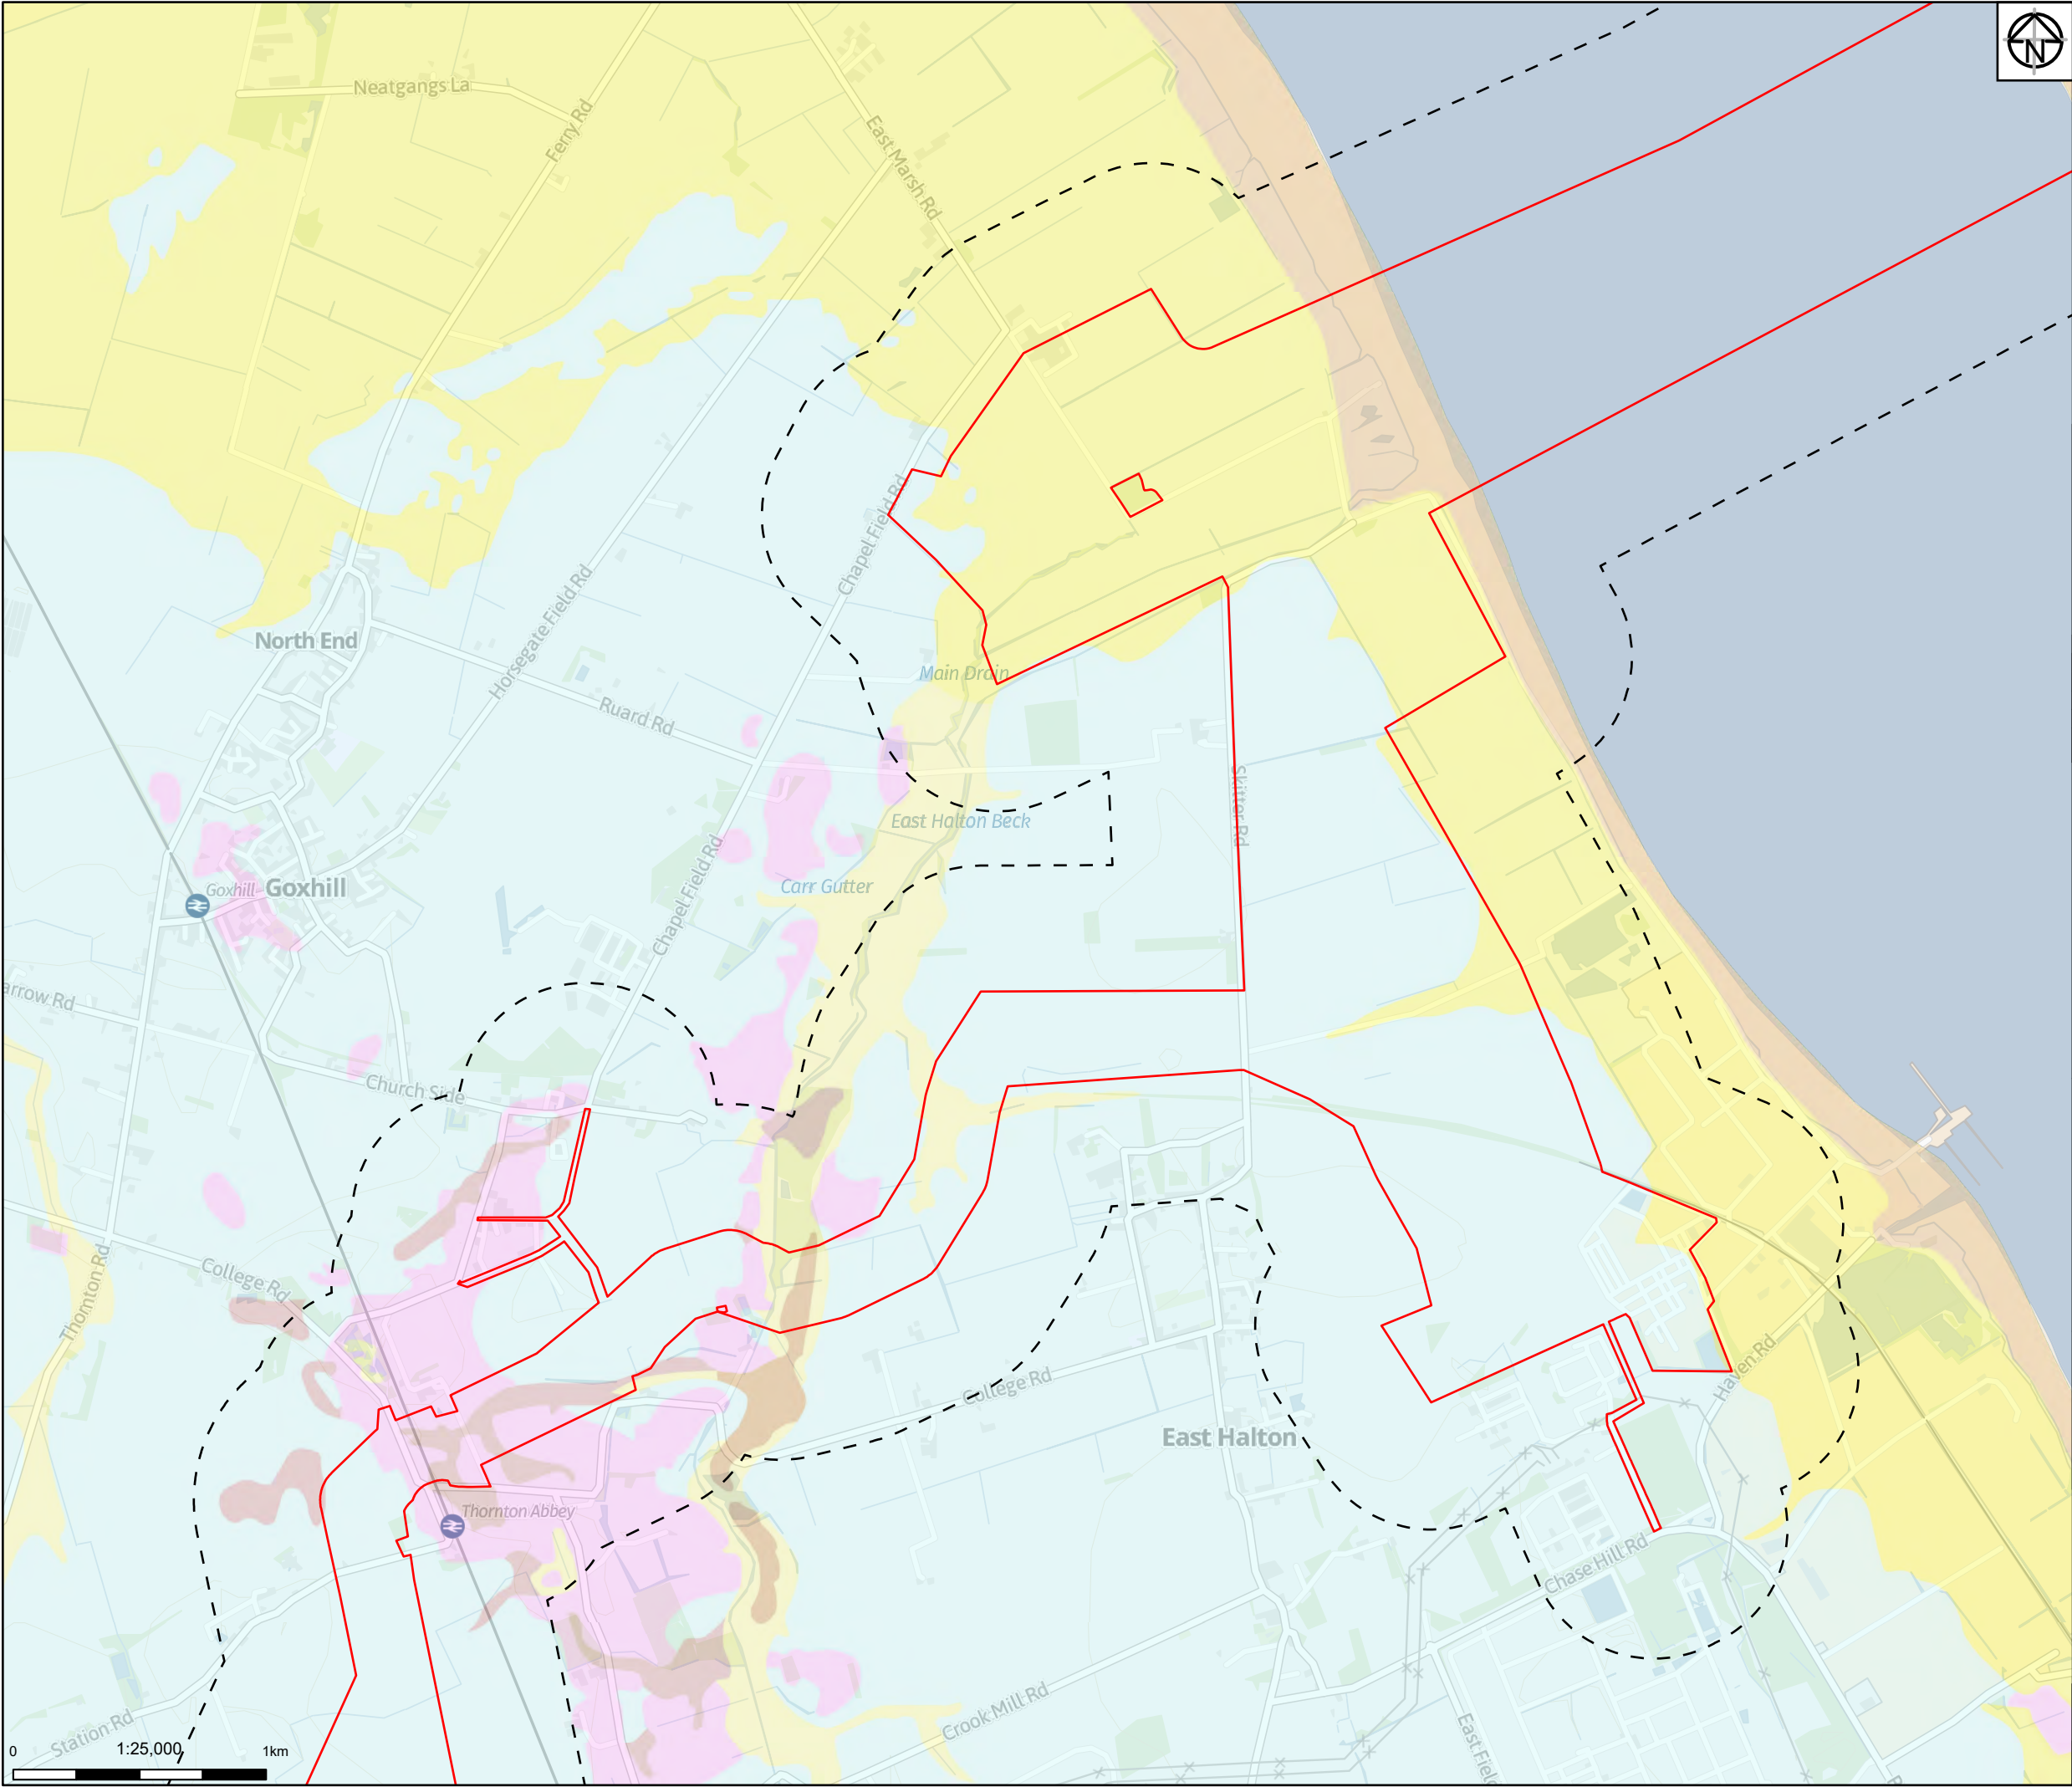 N
Neatgangs La
Ferry Rd
East Marsh Rd
Chapel Field Rd
North End
Horsegate Field Rd
Main Drain
Ruard Rd
Skitter Rd
East Halton Beck
Chapel Field Rd
Carr Gutter
Goxhill
Goxhill
arrow Rd
Church Side
Thornton Rd
College Rd
Haven Rd
College Rd
East Halton
Thornton Abbey
Chase Hill Rd
Crook Mill Rd
Station Rd
East Field
0
1:25,000
1km